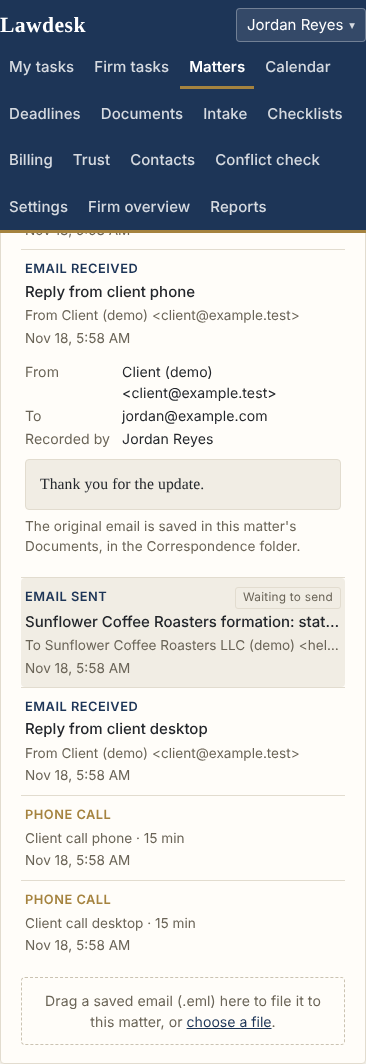 Lawdesk
Jordan Reyes ▾
My tasks Firm tasks Matters Calendar
Deadlines Documents Intake Checklists
Billing Trust Contacts Conflict check
Settings Firm overview Reports
EMAIL RECEIVED
Reply from client phone
From Client (demo) <client@example.test>
Nov 18, 5:58 AM
From Client (demo)
<client@example.test>
To jordan@example.com
Recorded by Jordan Reyes
Thank you for the update.
The original email is saved in this matter's
Documents, in the Correspondence folder.
EMAIL SENT Waiting to send
Sunflower Coffee Roasters formation: stat...
To Sunflower Coffee Roasters LLC (demo) <hel...
Nov 18, 5:58 AM
EMAIL RECEIVED
Reply from client desktop
From Client (demo) <client@example.test>
Nov 18, 5:58 AM
PHONE CALL
Client call phone · 15 min
Nov 18, 5:58 AM
PHONE CALL
Client call desktop · 15 min
Nov 18, 5:58 AM
Drag a saved email (.eml) here to file it to
this matter, or choose a file.